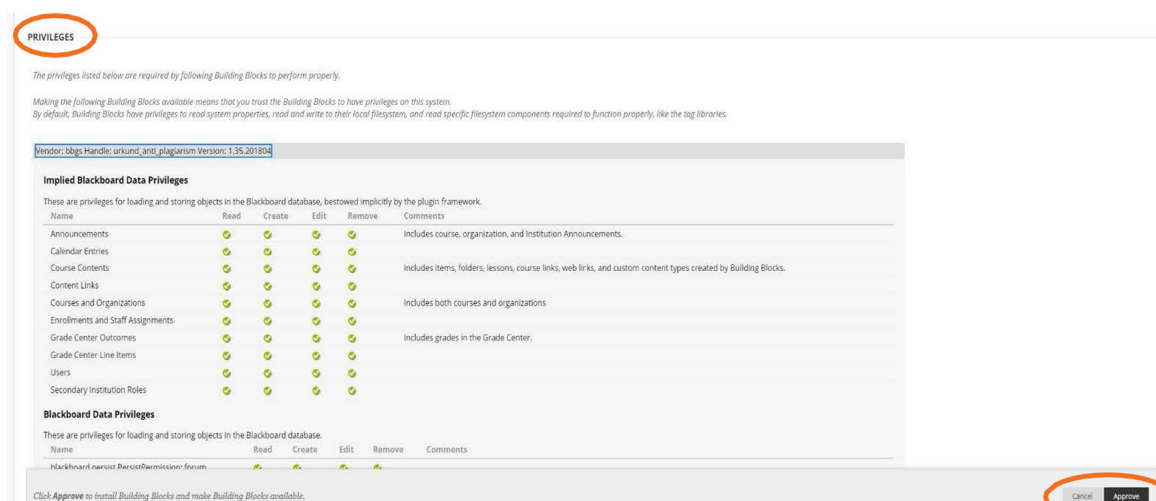 PRIVILEGES
The privileges listed below are required by following Building Blocks to perform properly.
Making the following Building Blocks available means that you trust the Building Blocks to have privileges on this system.
By default, Building Blocks have privileges to read system properties, read and write to their local filesystem, and read specific filesystem components required to function properly, like the tag libraries.
Vendor: bbgs Handle: urkund_anti_plagiarism Version: 1.35.201804
Implied Blackboard Data Privileges
These are privileges for loading and storing objects in the Blackboard database, bestowed implicitly by the plugin framework.
Name Read Create Edit Remove Comments
Announcements Includes course, organization, and Institution Announcements.
Calendar Entries
Course Contents Includes items, folders, lessons, course links, web links, and custom content types created by Building Blocks.
Content Links
Courses and Organizations Includes both courses and organizations
Enrollments and Staff Assignments
Grade Center Outcomes Includes grades in the Grade Center.
Grade Center Line Items
Users
Secondary Institution Roles
Blackboard Data Privileges
These are privileges for loading and storing objects in the Blackboard database.
Name Read Create Edit Remove Comments
blackboard.persist.PersistPermission: forum
Click Approve to install Building Blocks and make Building Blocks available.
Cancel Approve